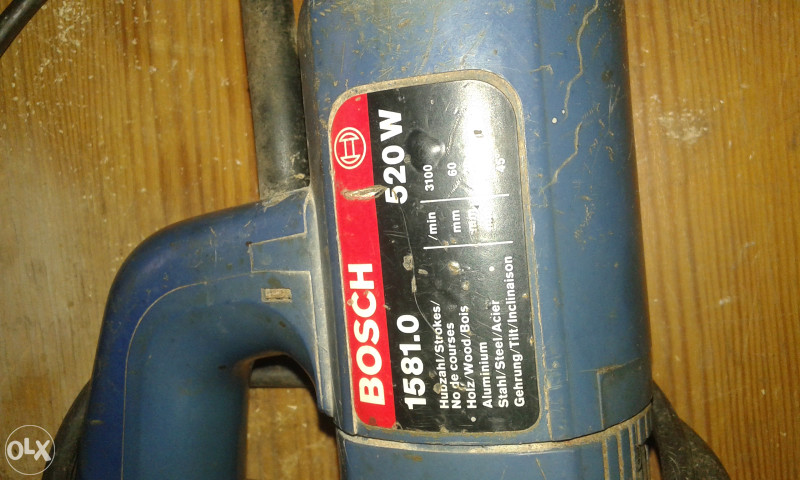 BOSCH
1581.0 520 W
Hubzahl/Strokes/
No de courses /min 3100
Holz/Wood/Bois mm 60
Aluminium
Stahl/Steel/Acier
Gehrung/Tilt/Inclinaison 45
OLX